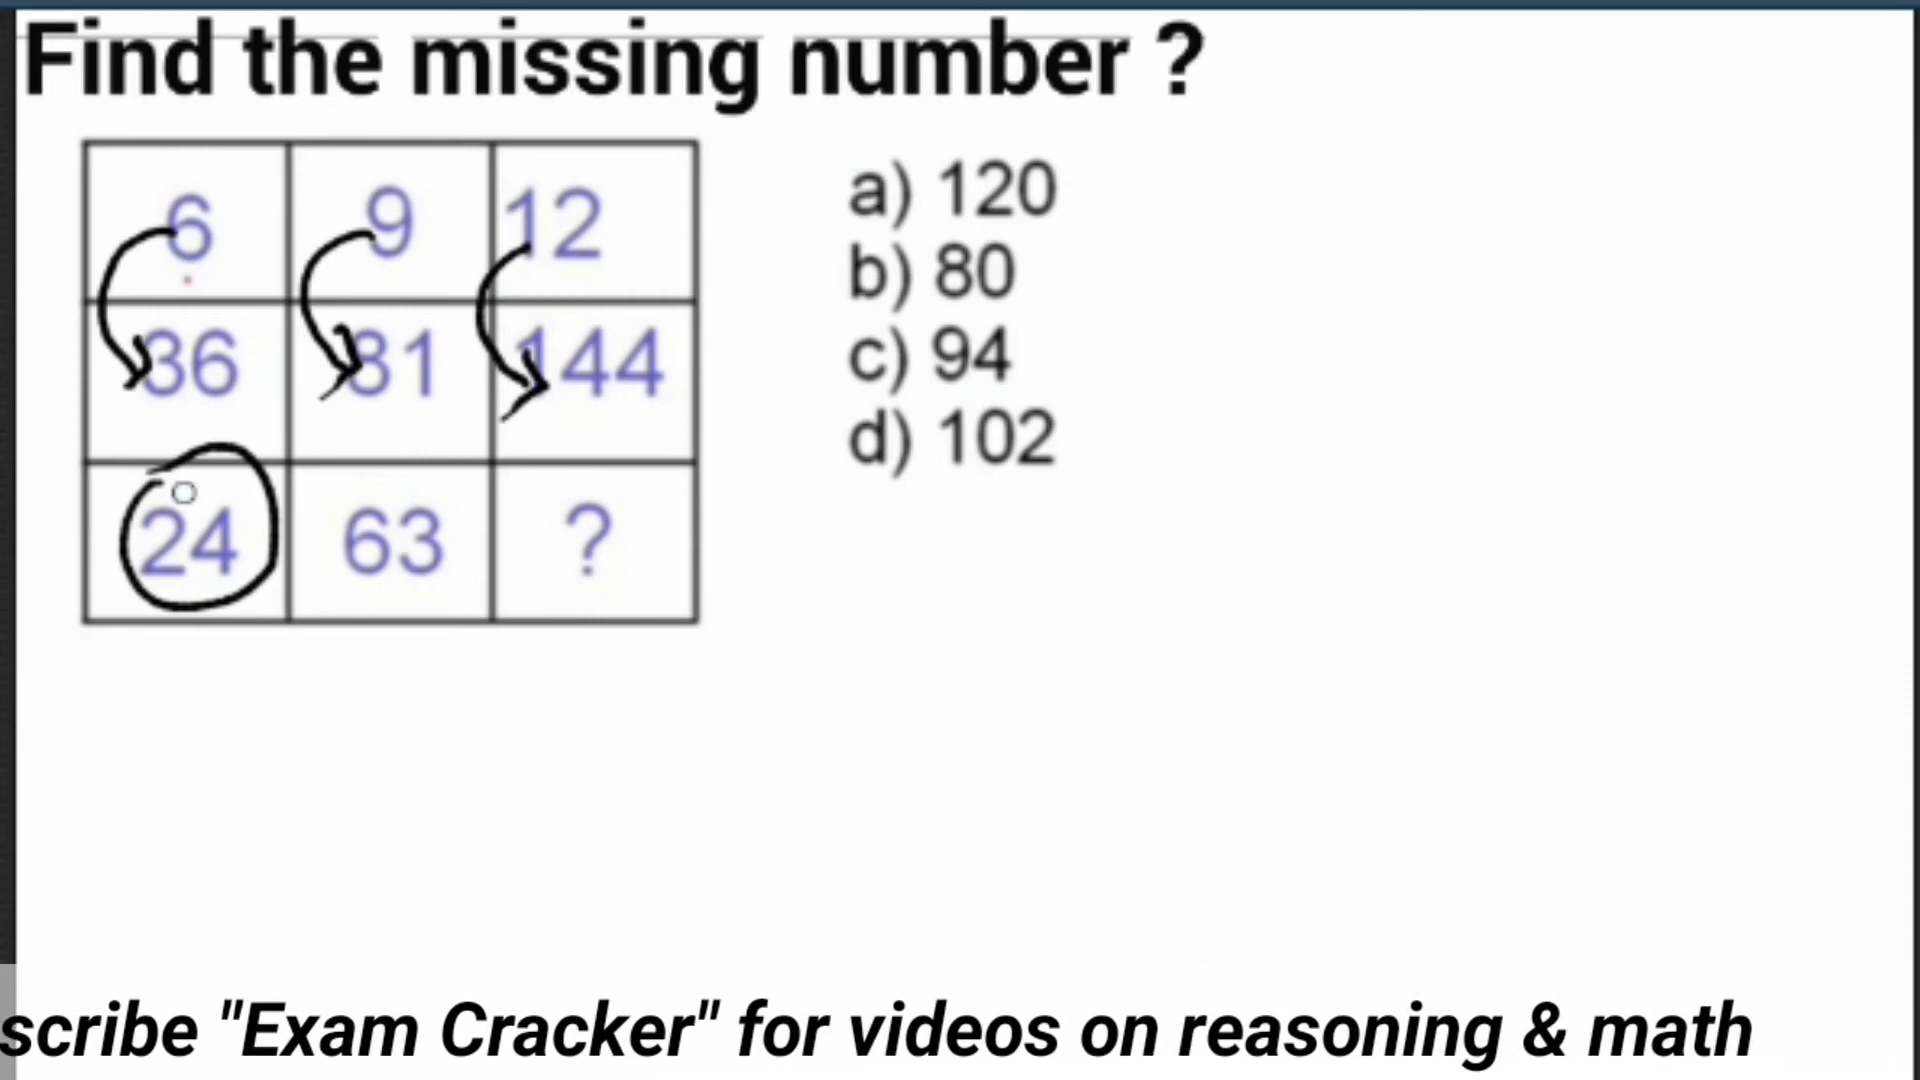 Find the missing number ?
6 9 12
36 81 144
24 63 ?
a) 120
b) 80
c) 94
d) 102
scribe "Exam Cracker" for videos on reasoning & math